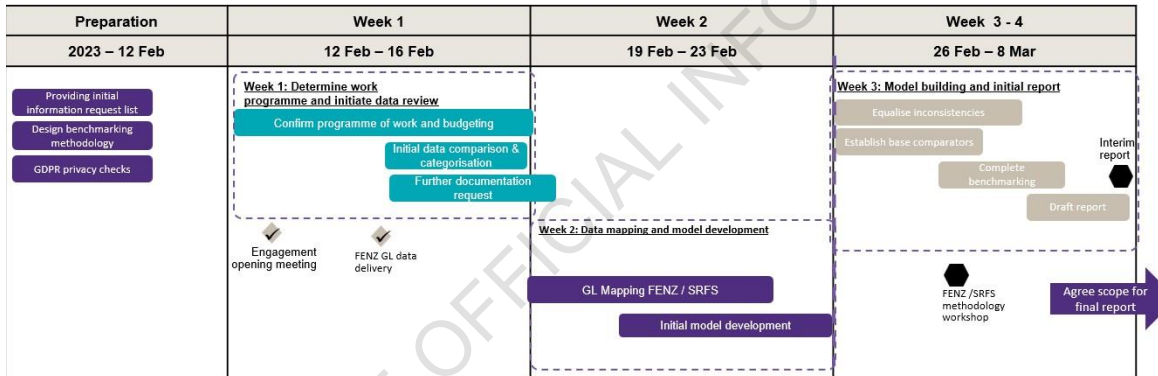 Preparation
Week 1
Week 2
Week 3 - 4
2023 – 12 Feb
12 Feb – 16 Feb
19 Feb – 23 Feb
26 Feb – 8 Mar
Providing initial
information request list
Design benchmarking
methodology
GDPR privacy checks
Week 1: Determine work
programme and initiate data review
Confirm programme of work and budgeting
Initial data comparison &
categorisation
Further documentation
request
Engagement
opening meeting
FENZ GL data
delivery
Week 2: Data mapping and model development
GL Mapping FENZ / SRFS
Initial model development
Week 3: Model building and initial report
Equalise inconsistencies
Establish base comparators
Complete
benchmarking
Draft report
Interim
report
FENZ /SRFS
methodology
workshop
Agree scope for
final report
OFFICIAL INFO